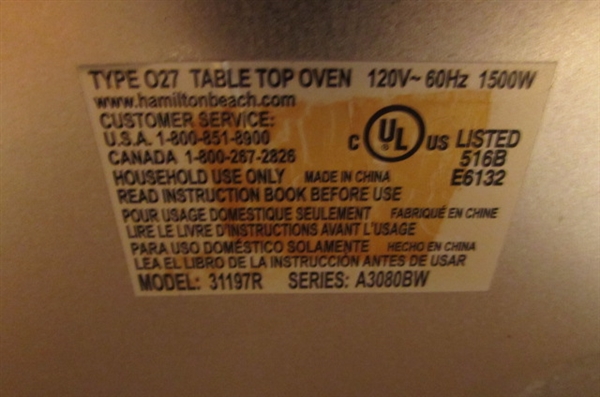 TYPE O27 TABLE TOP OVEN 120V~ 60Hz 1500W
www.hamiltonbeach.com
CUSTOMER SERVICE:
U.S.A. 1-800-851-8900
CANADA 1-800-267-2826
C UL US LISTED
516B
E6132
HOUSEHOLD USE ONLY MADE IN CHINA
READ INSTRUCTION BOOK BEFORE USE
POUR USAGE DOMESTIQUE SEULEMENT FABRIQUÉ EN CHINE
LIRE LE LIVRE D'INSTRUCTIONS AVANT L'USAGE
PARA USO DOMÉSTICO SOLAMENTE HECHO EN CHINA
LEA EL LIBRO DE LA INSTRUCCIÓN ANTES DE USAR
MODEL: 31197R SERIES: A3080BW